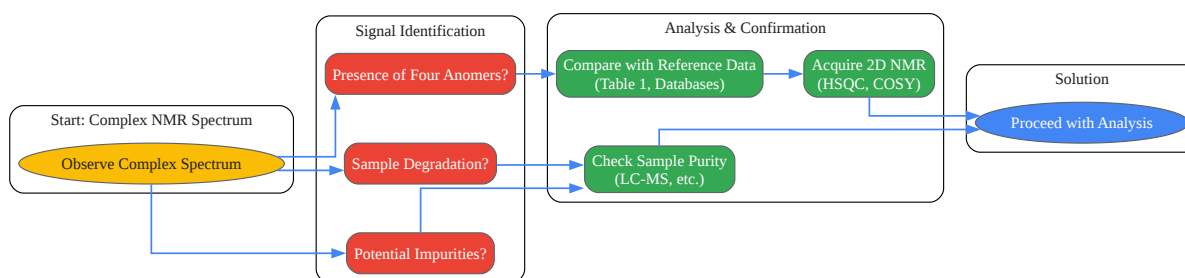 Start: Complex NMR Spectrum
Observe Complex Spectrum
Signal Identification
Presence of Four Anomers?
Sample Degradation?
Potential Impurities?
Analysis & Confirmation
Compare with Reference Data
(Table 1, Databases)
Acquire 2D NMR
(HSQC, COSY)
Check Sample Purity
(LC-MS, etc.)
Solution
Proceed with Analysis